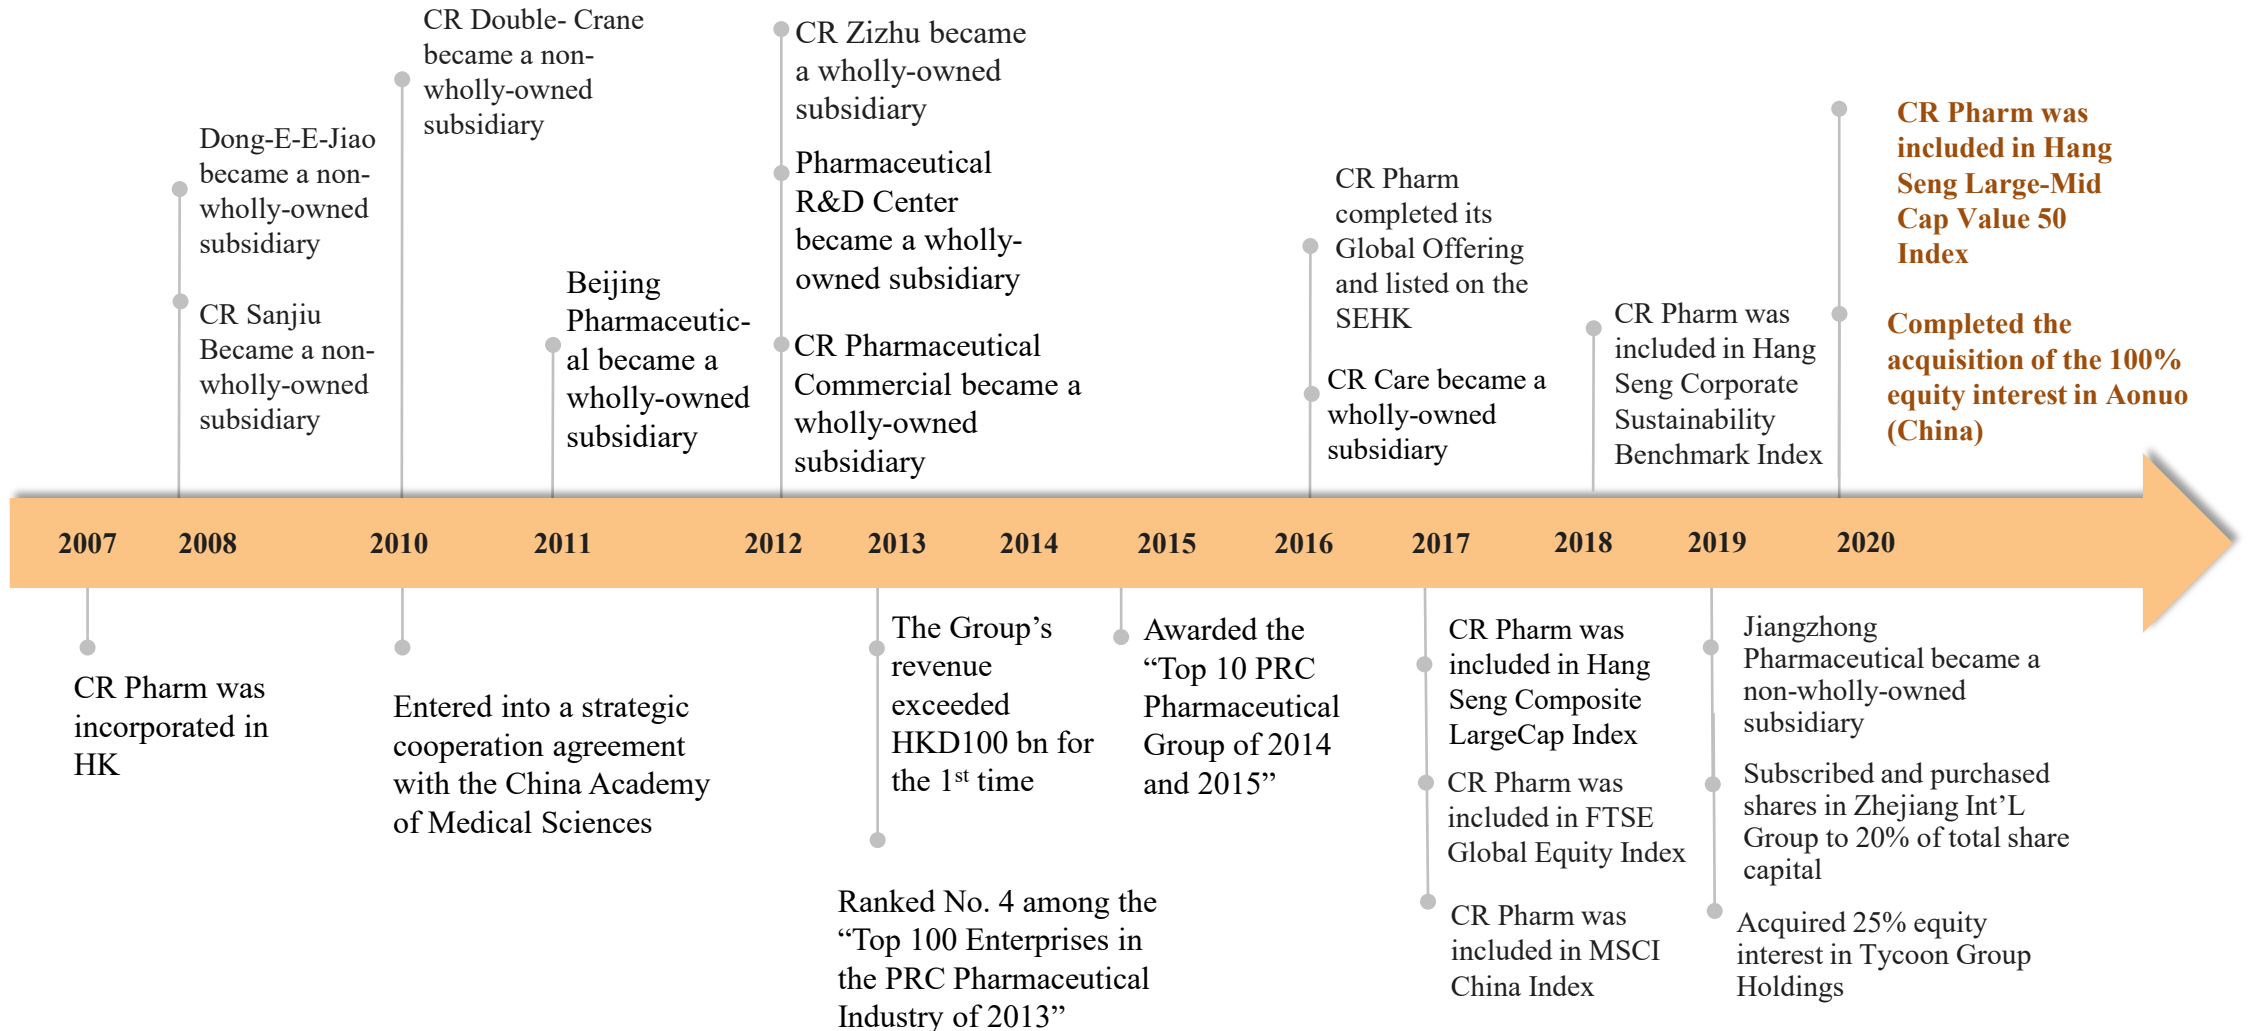 CR Double- Crane
became a non-
wholly-owned
subsidiary
Dong-E-E-Jiao
became a non-
wholly-owned
subsidiary
CR Sanjiu
Became a non-
wholly-owned
subsidiary
Beijing
Pharmaceutic-
al became a
wholly-owned
subsidiary
CR Zizhu became
a wholly-owned
subsidiary
Pharmaceutical
R&D Center
became a wholly-
owned subsidiary
CR Pharmaceutical
Commercial became a
wholly-owned
subsidiary
CR Pharm
completed its
Global Offering
and listed on the
SEHK
CR Care became a
wholly-owned
subsidiary
CR Pharm was
included in Hang
Seng Corporate
Sustainability
Benchmark Index
CR Pharm was
included in Hang
Seng Large-Mid
Cap Value 50
Index
Completed the
acquisition of the 100%
equity interest in Aonuo
(China)
2007 2008 2010 2011 2012 2013 2014 2015 2016 2017 2018 2019 2020
CR Pharm was
incorporated in
HK
Entered into a strategic
cooperation agreement
with the China Academy
of Medical Sciences
The Group’s
revenue
exceeded
HKD100 bn for
the 1st time
Ranked No. 4 among the
“Top 100 Enterprises in
the PRC Pharmaceutical
Industry of 2013”
Awarded the
“Top 10 PRC
Pharmaceutical
Group of 2014
and 2015”
CR Pharm was
included in Hang
Seng Composite
LargeCap Index
CR Pharm was
included in FTSE
Global Equity Index
CR Pharm was
included in MSCI
China Index
Jiangzhong
Pharmaceutical became a
non-wholly-owned
subsidiary
Subscribed and purchased
shares in Zhejiang Int’L
Group to 20% of total share
capital
Acquired 25% equity
interest in Tycoon Group
Holdings